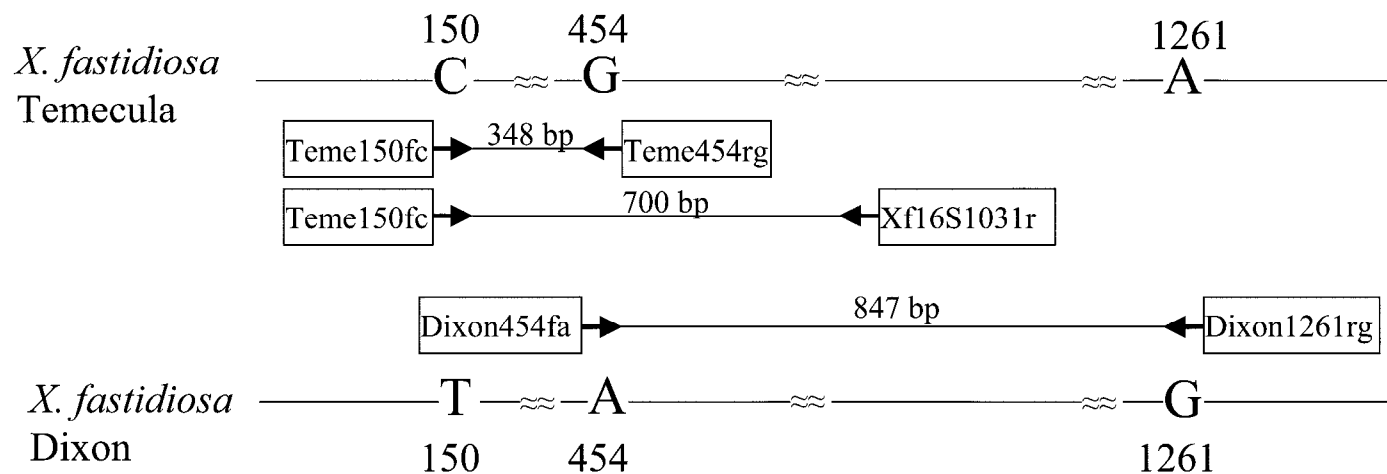 150 454 1261
X. fastidiosa C ≈≈ G ≈≈ ≈≈ A
Temecula
Teme150fc 348 bp Teme454rg
Teme150fc 700 bp Xf16S1031r
Dixon454fa 847 bp Dixon1261rg
X. fastidiosa T ≈≈ A ≈≈ ≈≈ G
Dixon
150 454 1261